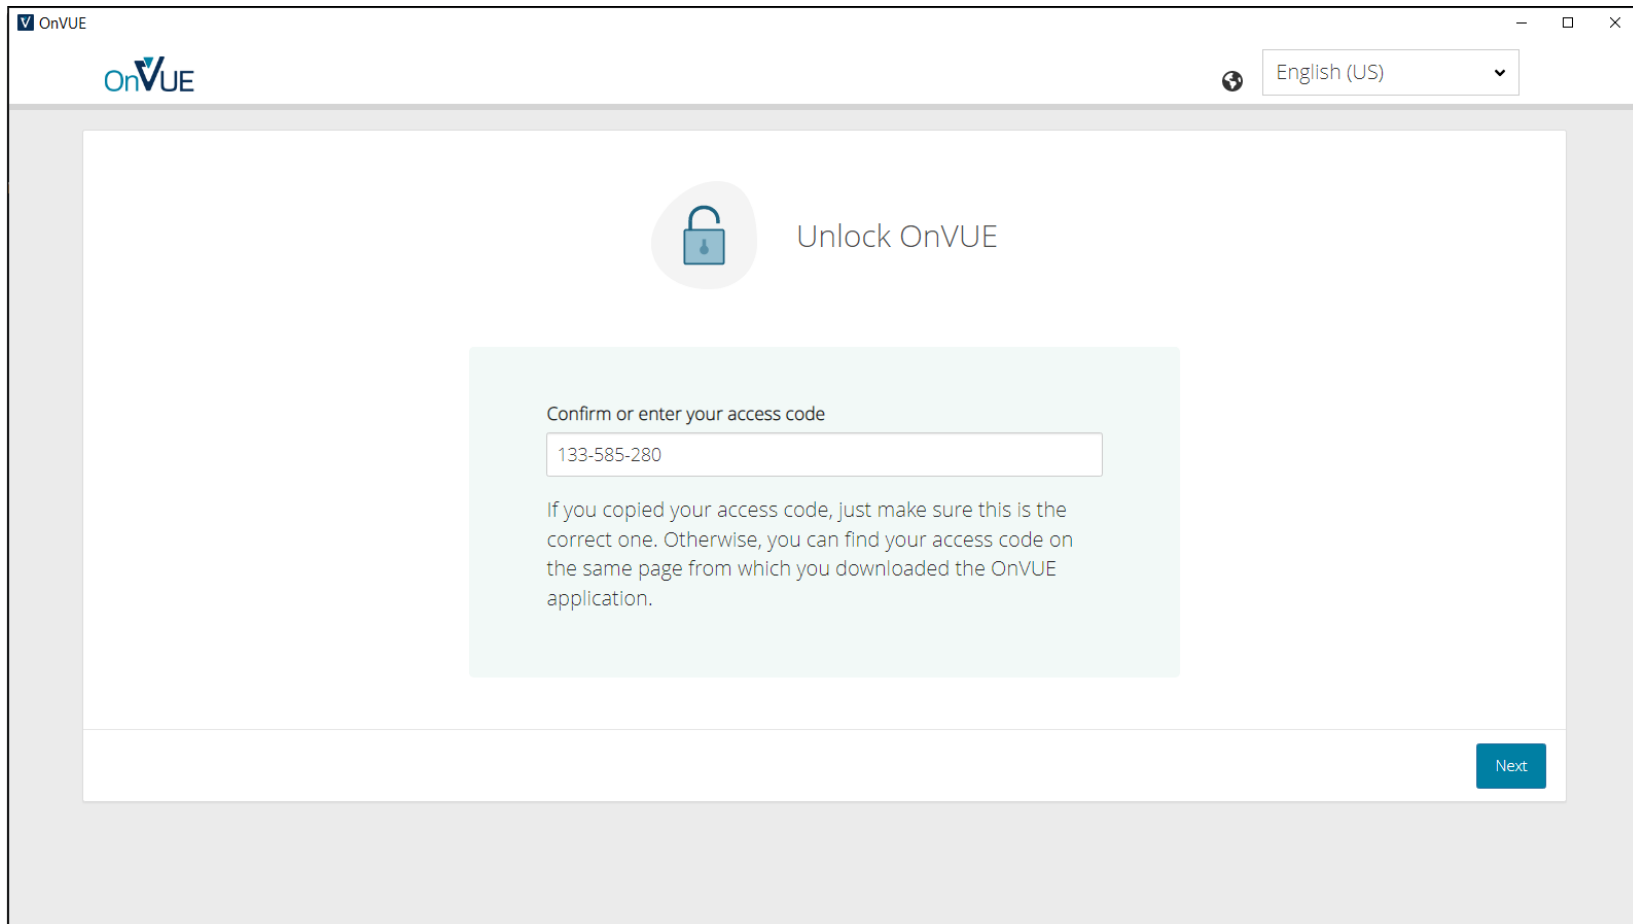 OnVUE
OnVUE
English (US)
Unlock OnVUE
Confirm or enter your access code
133-585-280
If you copied your access code, just make sure this is the
correct one. Otherwise, you can find your access code on
the same page from which you downloaded the OnVUE
application.
Next